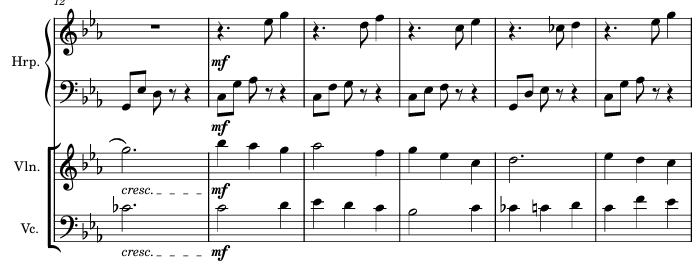 12
Hrp.
mf
mf
Vln.
cresc. mf
Vc.
cresc. mf